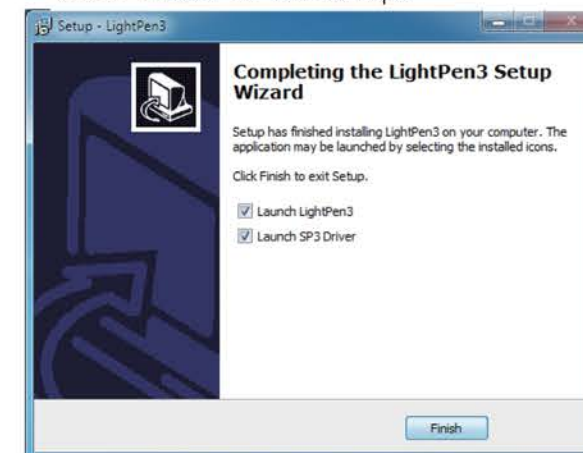 Setup - LightPen3
Completing the LightPen3 Setup
Wizard
Setup has finished installing LightPen3 on your computer. The
application may be launched by selecting the installed icons.
Click Finish to exit Setup.
Launch LightPen3
Launch SP3 Driver
Finish